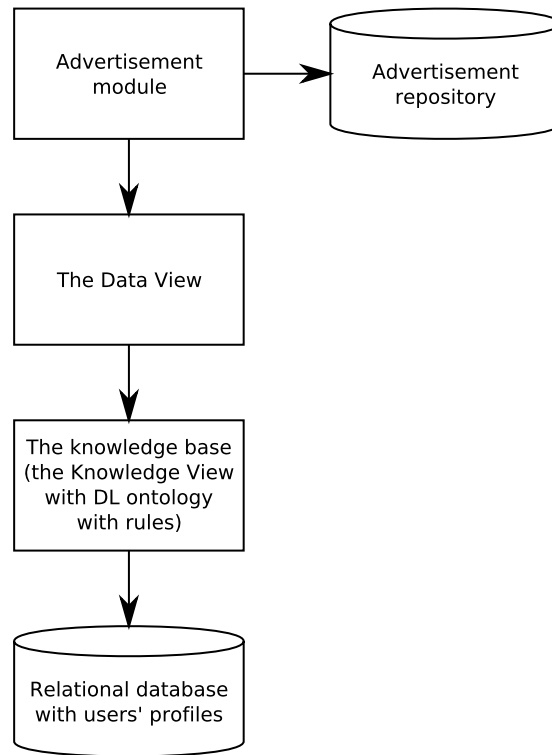 Advertisement
module
Advertisement
repository
The Data View
The knowledge base
(the Knowledge View
with DL ontology
with rules)
Relational database
with users' profiles